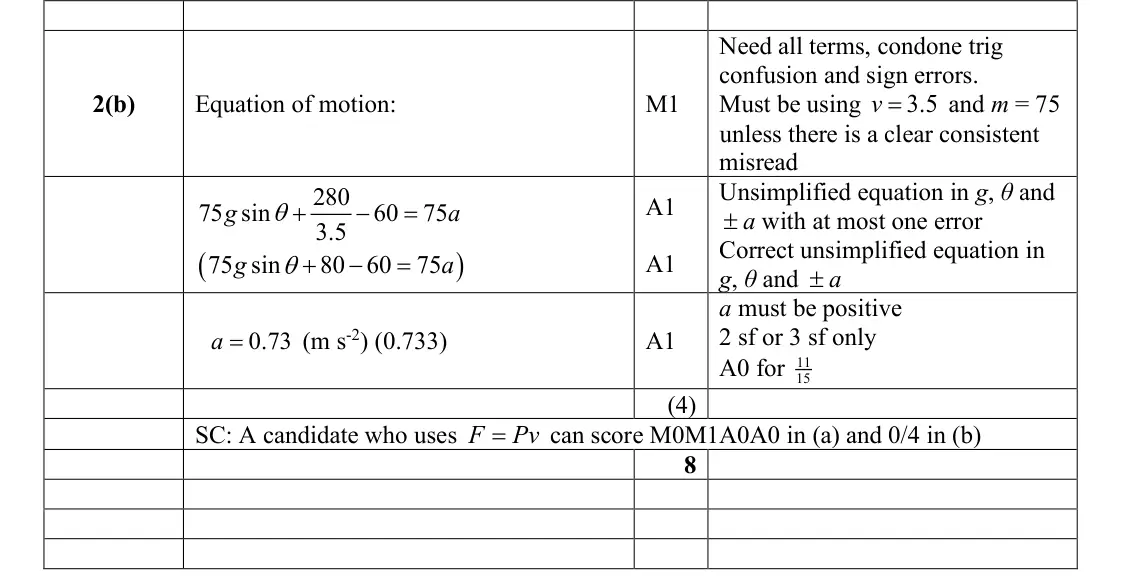 2(b) Equation of motion: M1 Need all terms, condone trig
confusion and sign errors.
Must be using v = 3.5 and m = 75
unless there is a clear consistent
misread
75g sin θ + 280/3.5 − 60 = 75a A1 Unsimplified equation in g, θ and
± a with at most one error
(75g sin θ + 80 − 60 = 75a) A1 Correct unsimplified equation in
g, θ and ± a
a = 0.73 (m s⁻²) (0.733) A1 a must be positive
2 sf or 3 sf only
A0 for 11/15
(4)
SC: A candidate who uses F = Pv can score M0M1A0A0 in (a) and 0/4 in (b)
8